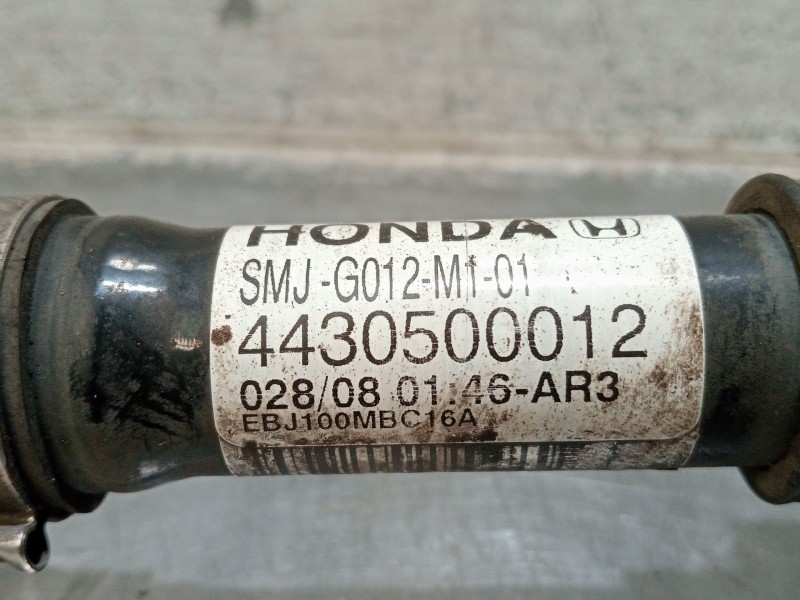 HONDA
SMJ-G012-M1-01
4430500012
028/08 01:46-AR3
EBJ100MBC16A